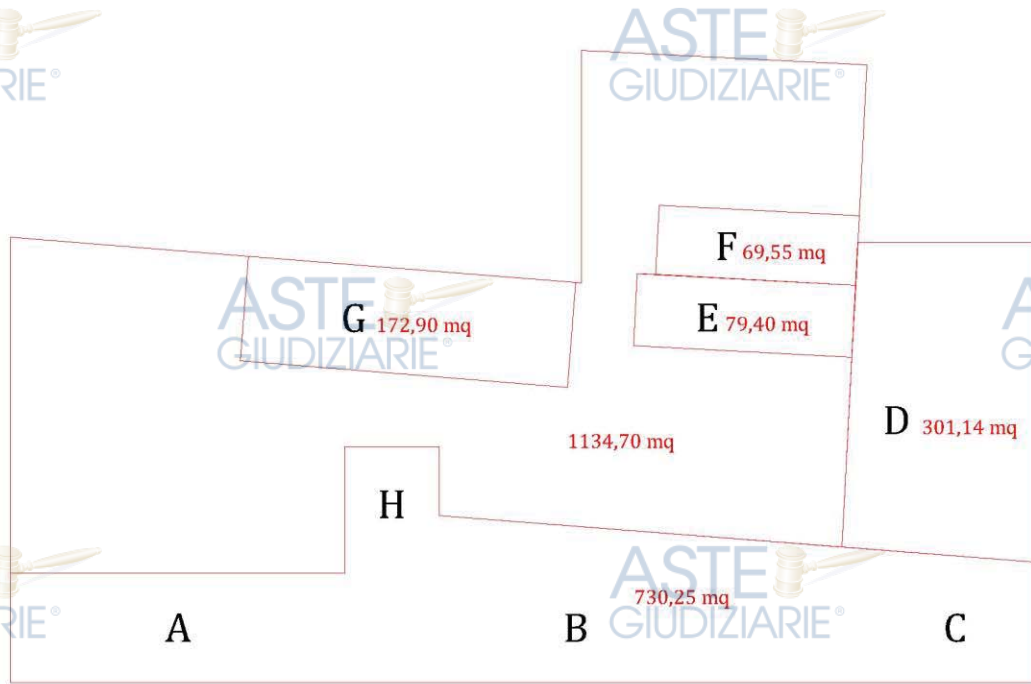 RIE®
ASTE
GIUDIZIARIE®
F 69,55 mq
ASTE
GIUDIZIARIE®
G 172,90 mq
E 79,40 mq
A
G
D 301,14 mq
1134,70 mq
H
RIE®
ASTE
GIUDIZIARIE®
730,25 mq
A
B
C